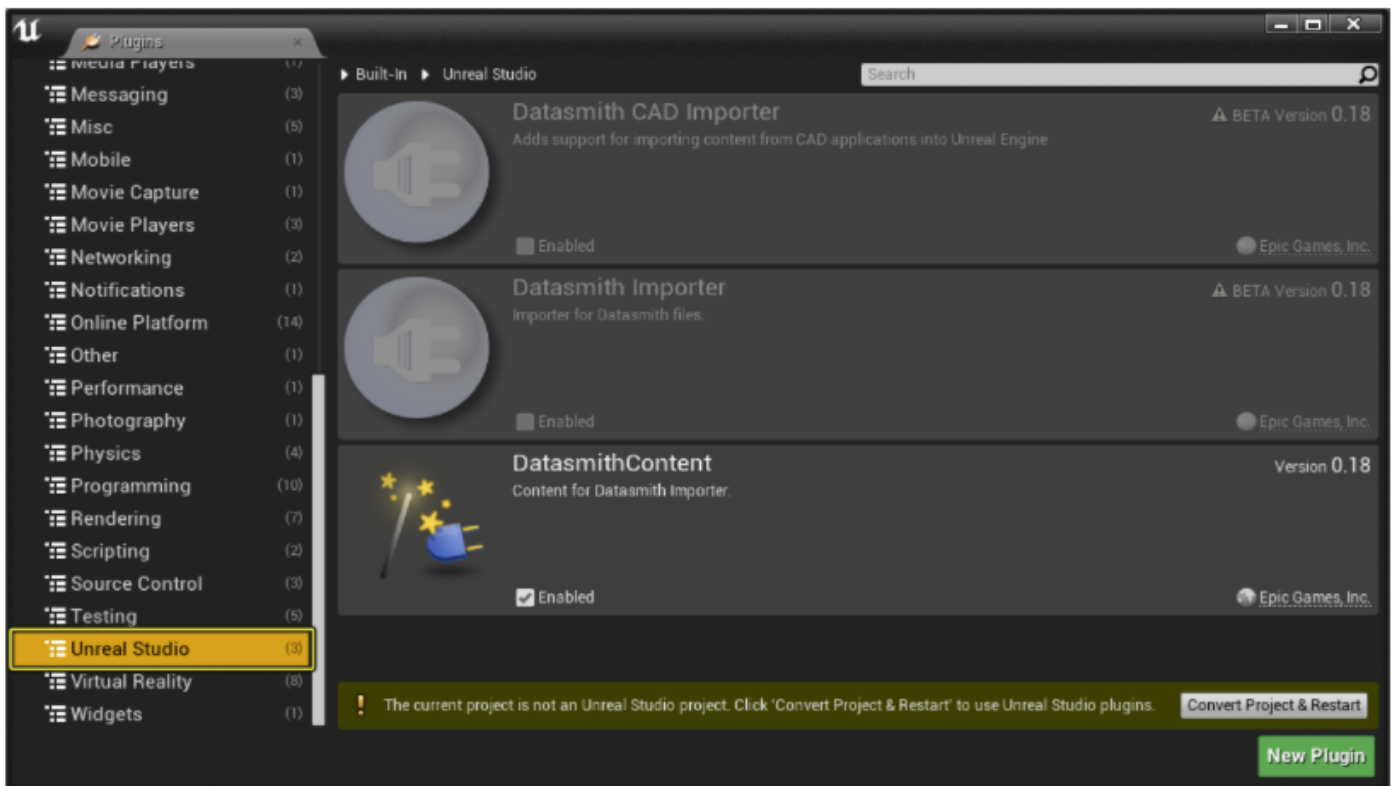 Plugins
Media Players (7)
Messaging (3)
Misc (5)
Mobile (1)
Movie Capture (1)
Movie Players (3)
Networking (2)
Notifications (1)
Online Platform (14)
Other (1)
Performance (1)
Photography (1)
Physics (4)
Programming (10)
Rendering (7)
Scripting (2)
Source Control (3)
Testing (5)
Unreal Studio (3)
Virtual Reality (8)
Widgets (1)
Built-In Unreal Studio
Search
Datasmith CAD Importer
BETA Version 0.18
Adds support for importing content from CAD applications into Unreal Engine
Enabled
Epic Games, Inc.
Datasmith Importer
BETA Version 0.18
Importer for Datasmith files.
Enabled
Epic Games, Inc.
DatasmithContent
Version 0.18
Content for Datasmith Importer.
Enabled
Epic Games, Inc.
The current project is not an Unreal Studio project. Click 'Convert Project & Restart' to use Unreal Studio plugins.
Convert Project & Restart
New Plugin